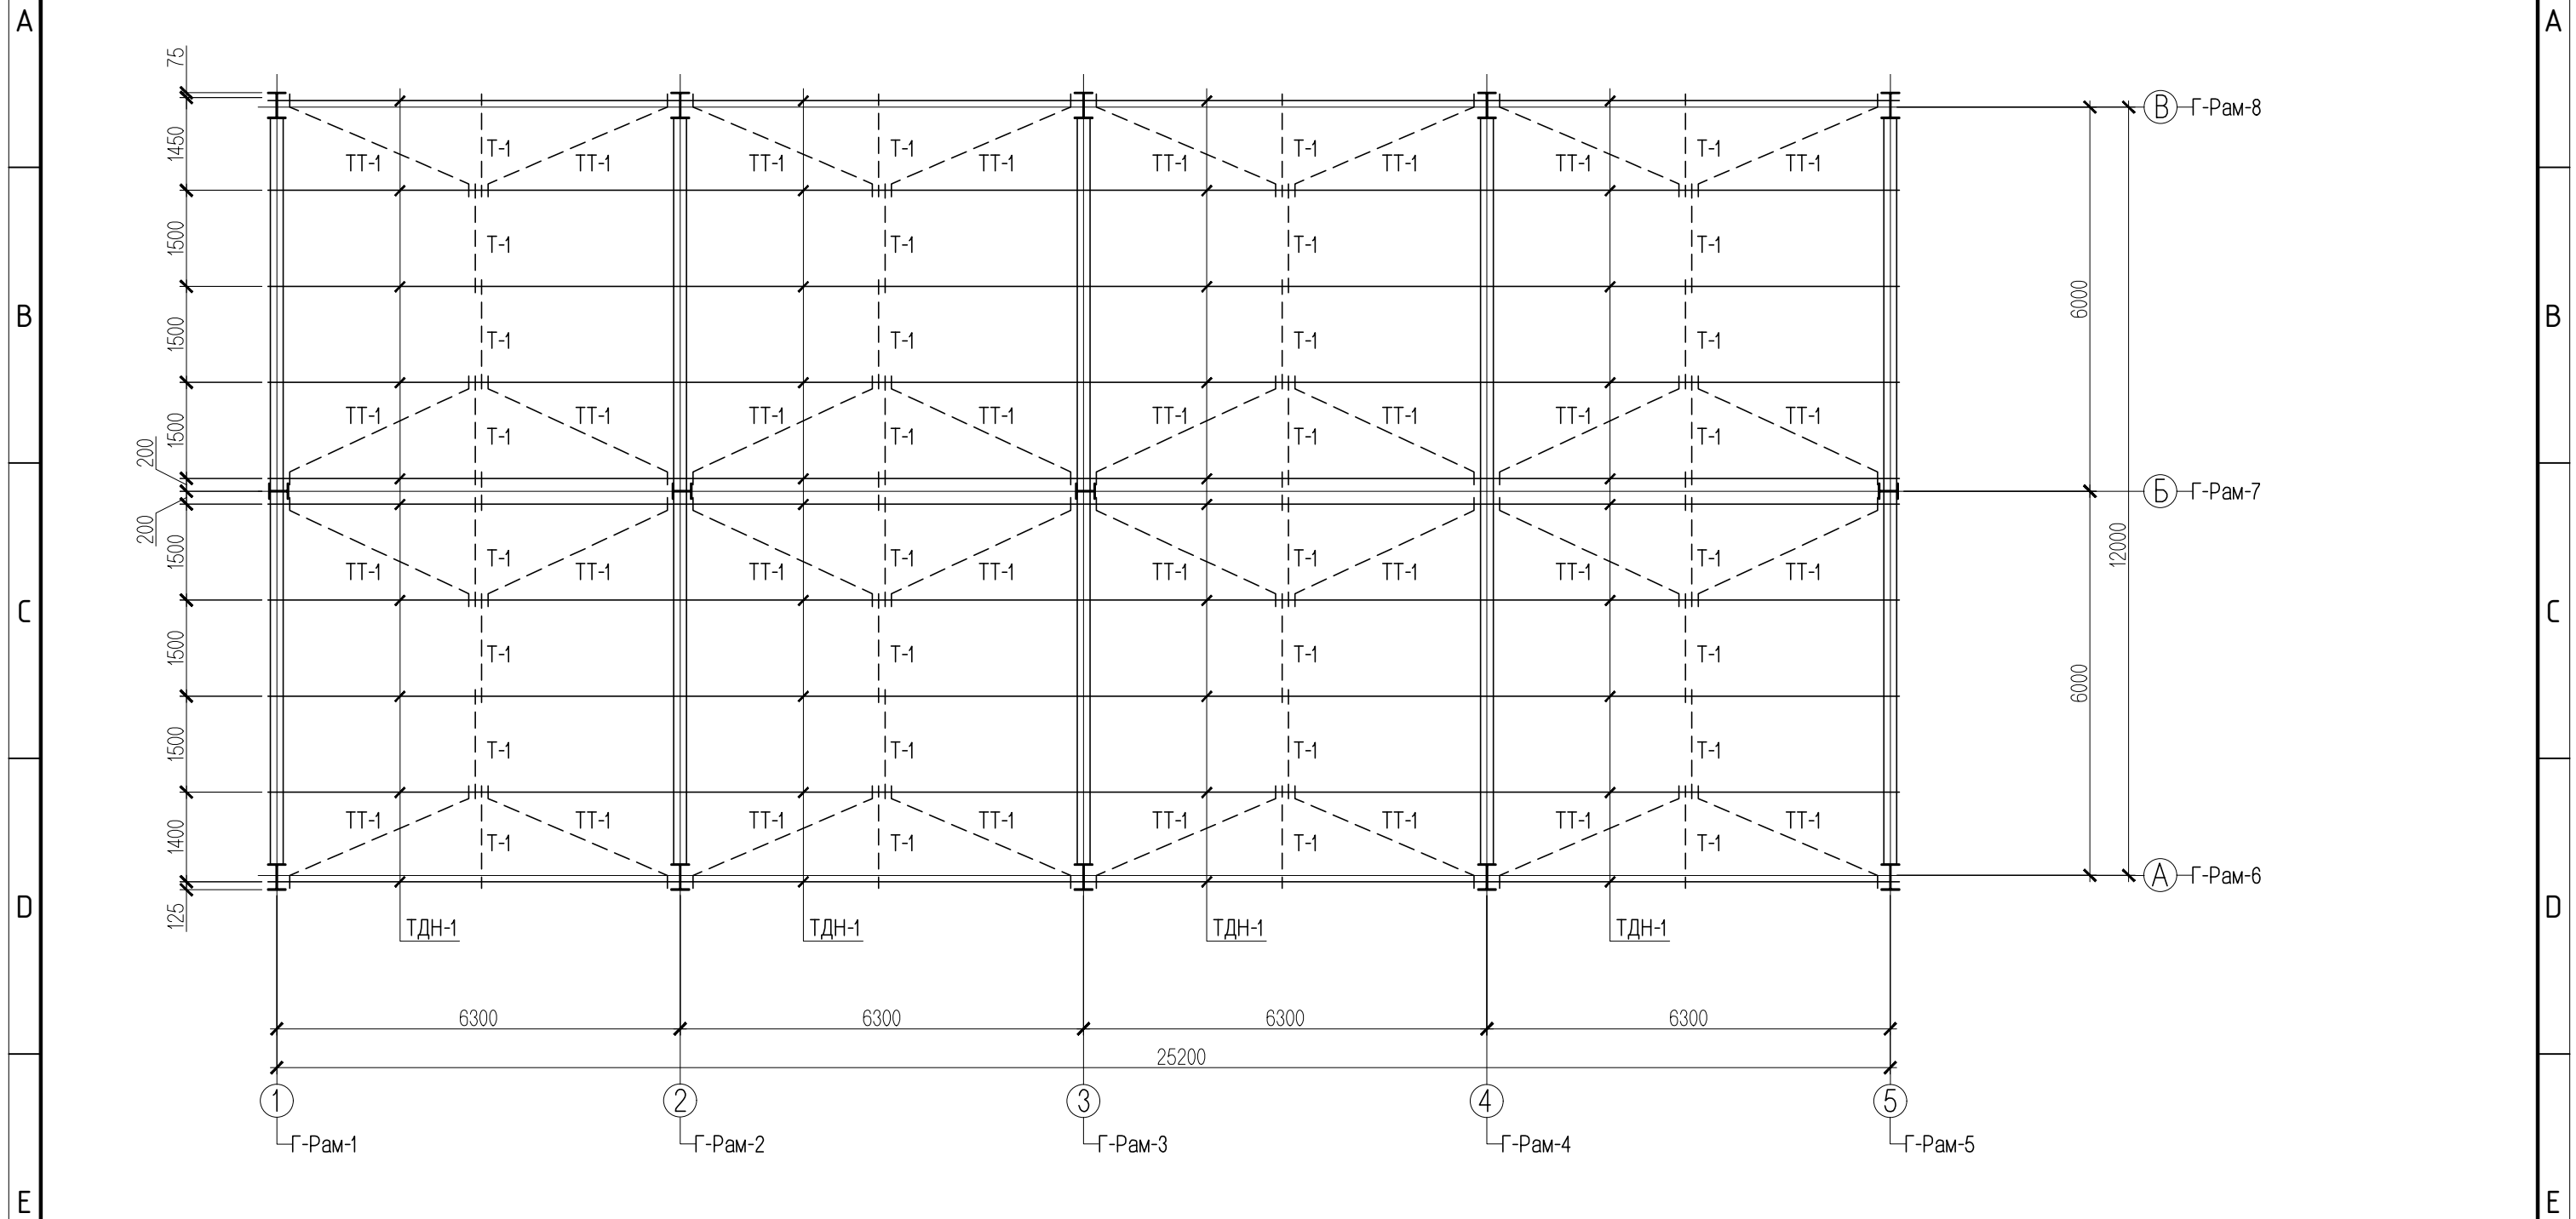 A A
75
В Г-Рам-8
1450 Т-1 Т-1 Т-1 Т-1
ТТ-1 ТТ-1 ТТ-1 ТТ-1 ТТ-1 ТТ-1 ТТ-1 ТТ-1
1500 Т-1 Т-1 Т-1 Т-1
6000
B B
1500 Т-1 Т-1 Т-1 Т-1
ТТ-1 ТТ-1 ТТ-1 ТТ-1 ТТ-1 ТТ-1 ТТ-1 ТТ-1
1500 Т-1 Т-1 Т-1 Т-1
200
Б Г-Рам-7
200
12000
1500 Т-1 Т-1 Т-1 Т-1
ТТ-1 ТТ-1 ТТ-1 ТТ-1 ТТ-1 ТТ-1 ТТ-1 ТТ-1
C C
1500 Т-1 Т-1 Т-1 Т-1
6000
1500 Т-1 Т-1 Т-1 Т-1
ТТ-1 ТТ-1 ТТ-1 ТТ-1 ТТ-1 ТТ-1 ТТ-1 ТТ-1
1400 Т-1 Т-1 Т-1 Т-1
А Г-Рам-6
D D
125
ТДН-1 ТДН-1 ТДН-1 ТДН-1
6300 6300 6300 6300
25200
1 2 3 4 5
Г-Рам-1 Г-Рам-2 Г-Рам-3 Г-Рам-4 Г-Рам-5
E E